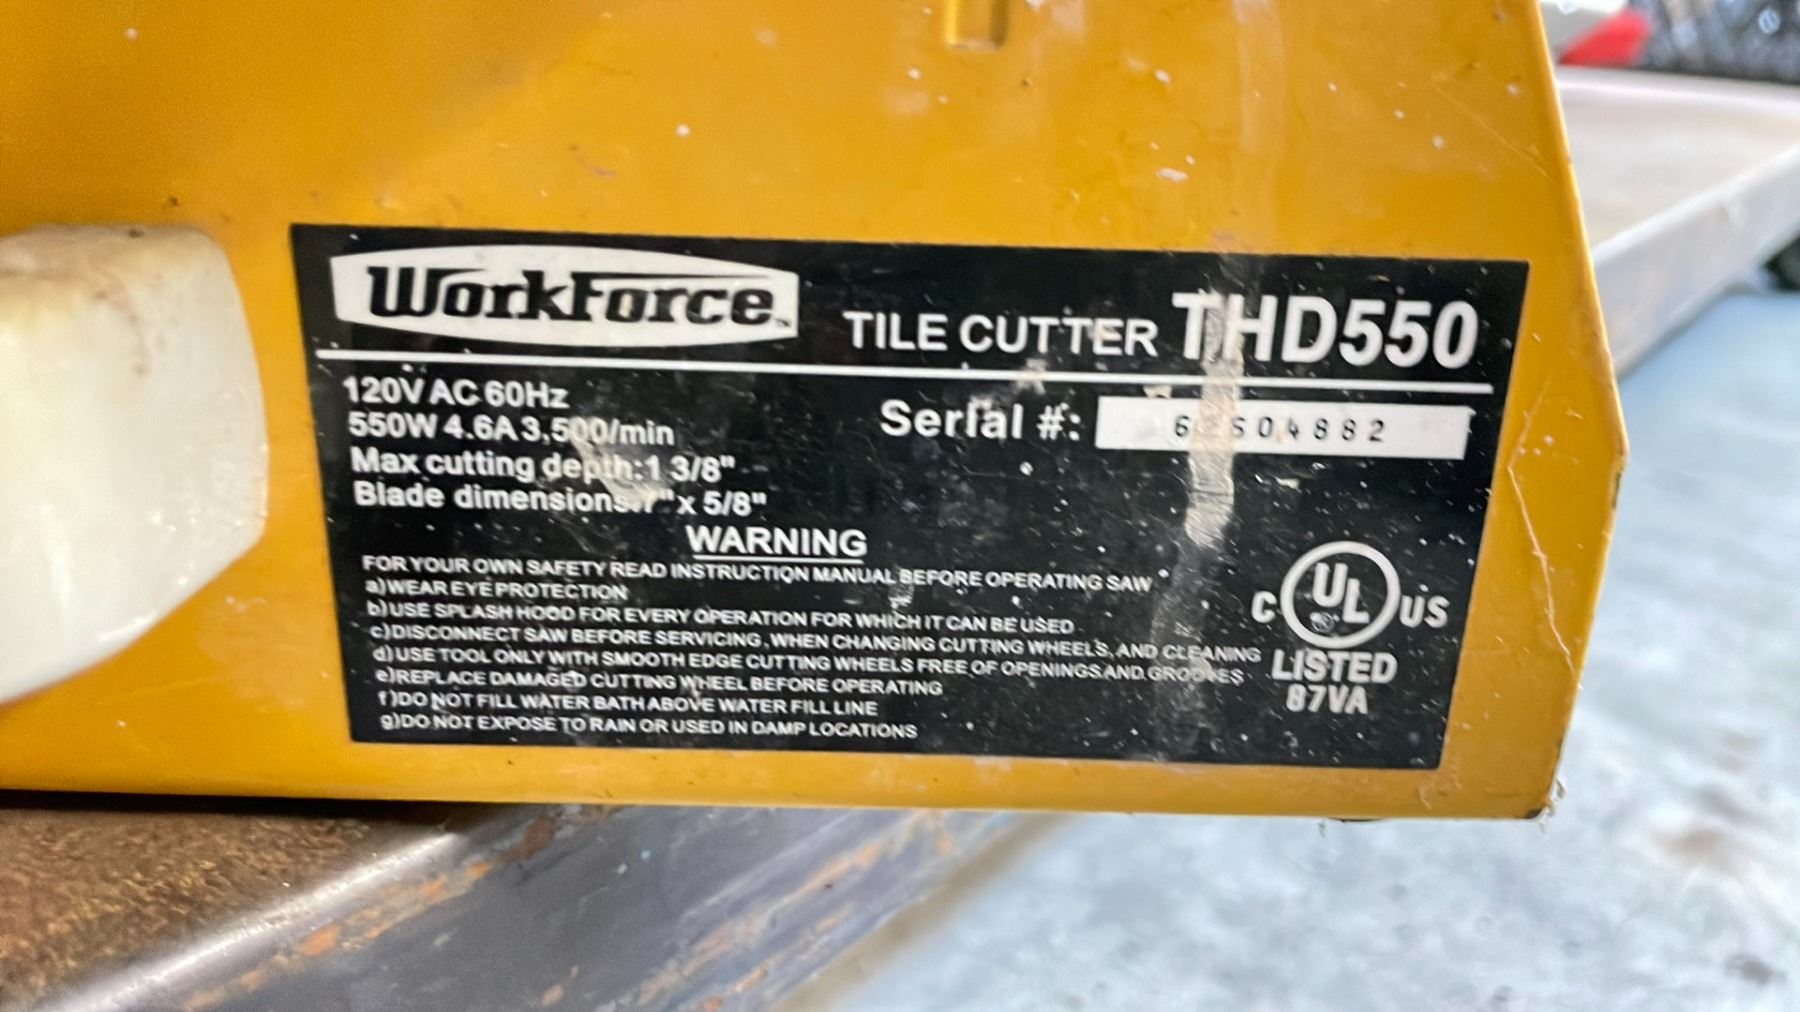 WorkForce
TILE CUTTER THD550
120V AC 60Hz
550W 4.6A 3,500/min
Max cutting depth:1 3/8"
Blade dimensions:7"x 5/8"
Serial #:
WARNING
FOR YOUR OWN SAFETY READ INSTRUCTION MANUAL BEFORE OPERATING SAW
a)WEAR EYE PROTECTION
b)USE SPLASH HOOD FOR EVERY OPERATION FOR WHICH IT CAN BE USED
c)DISCONNECT SAW BEFORE SERVICING, WHEN CHANGING CUTTING WHEELS, AND CLEANING
d)USE TOOL ONLY WITH SMOOTH EDGE CUTTING WHEELS FREE OF OPENINGS AND GROOVES
e)REPLACE DAMAGED CUTTING WHEEL BEFORE OPERATING
f)DO NOT FILL WATER BATH ABOVE WATER FILL LINE
g)DO NOT EXPOSE TO RAIN OR USED IN DAMP LOCATIONS
C UL US
LISTED
87VA